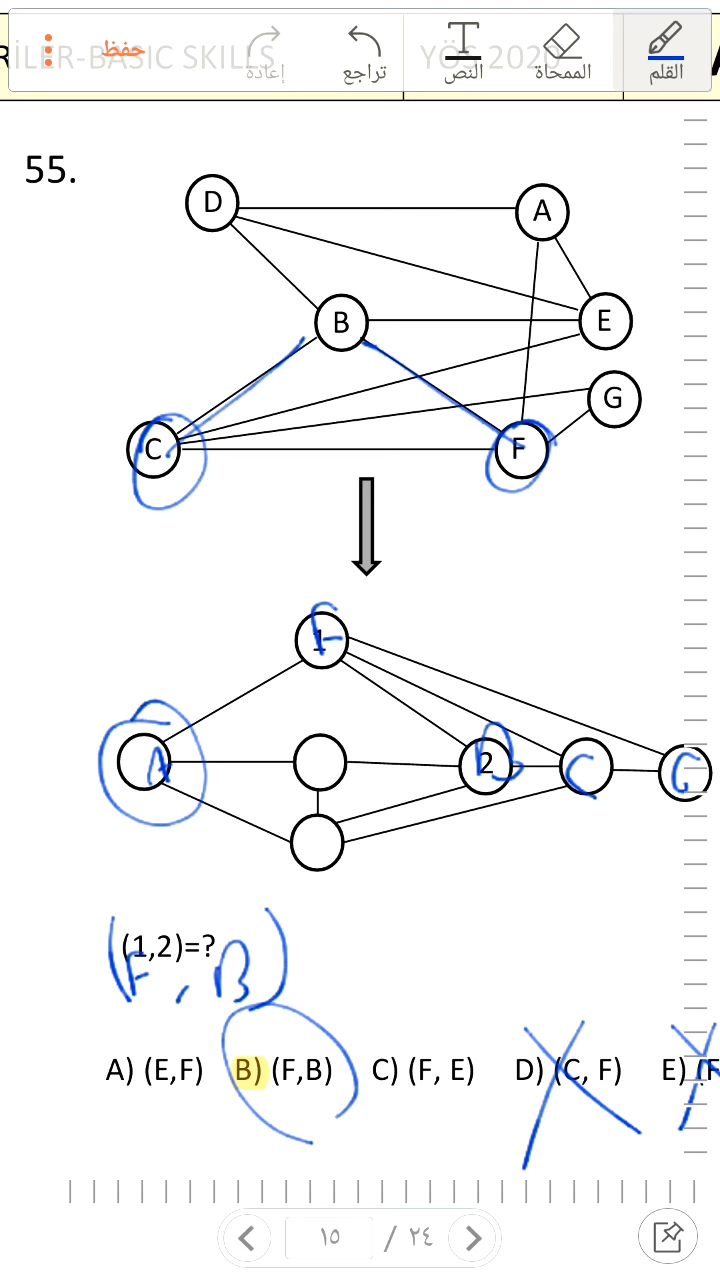 RİLER-BASIC SKILLS YÖS 2020
حفظ إعادة تراجع النص الممحاة القلم
55.
D A
B E
G
C F
1 F
A 2 B C G
(1,2)=?
(F, B)
A) (E,F) B) (F,B) C) (F, E) D) (C, F) E) (F
١٥ / ٢٤